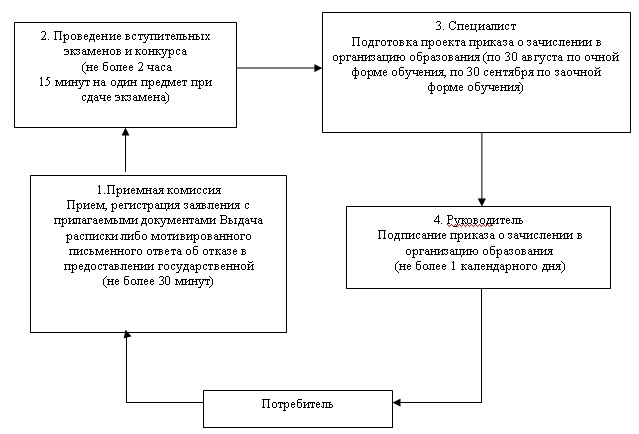 2. Проведение вступительных
экзаменов и конкурса
(не более 2 часа
15 минут на один предмет при
сдаче экзамена)
3. Специалист
Подготовка проекта приказа о зачислении в
организацию образования (по 30 августа по очной
форме обучения, по 30 сентября по заочной
форме обучения)
1.Приемная комиссия
Прием, регистрация заявления с
прилагаемыми документами Выдача
расписки либо мотивированного
письменного ответа об отказе в
предоставлении государственной
(не более 30 минут)
4. Руководитель
Подписание приказа о зачислении в
организацию образования
(не более 1 календарного дня)
Потребитель